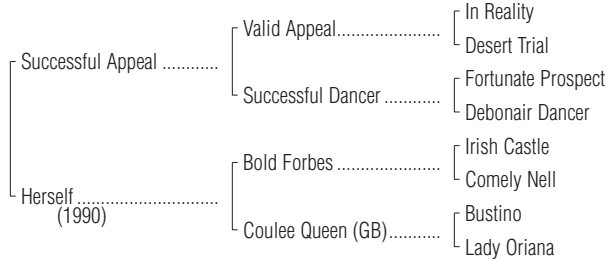 In Reality
Valid Appeal....................
Desert Trial
Successful Appeal ............
Fortunate Prospect
Successful Dancer ............
Debonair Dancer
Irish Castle
Bold Forbes ....................
Comely Nell
Herself ..............................
(1990)
Bustino
Coulee Queen (GB)...........
Lady Oriana